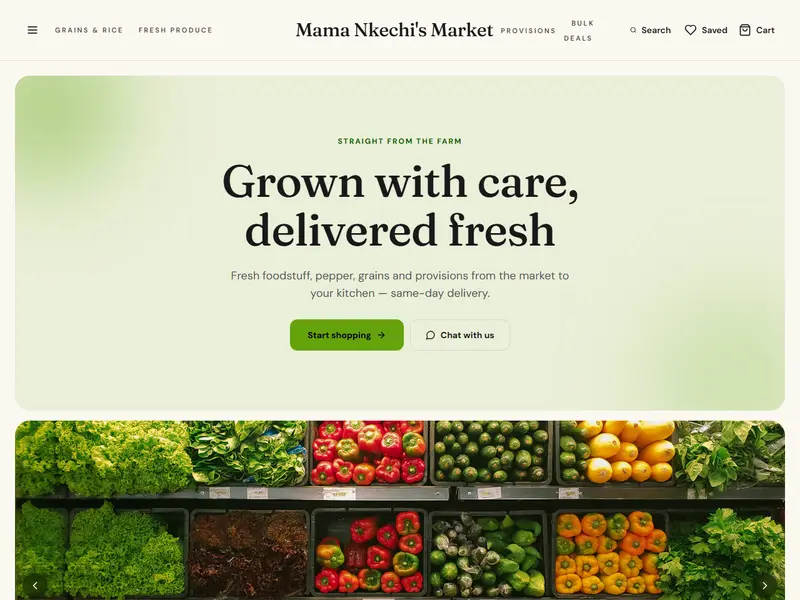 GRAINS & RICE
FRESH PRODUCE
Mama Nkechi's Market
PROVISIONS
BULK
DEALS
Search
Saved
Cart
STRAIGHT FROM THE FARM
Grown with care,
delivered fresh
Fresh foodstuff, pepper, grains and provisions from the market to
your kitchen — same-day delivery.
Start shopping
Chat with us